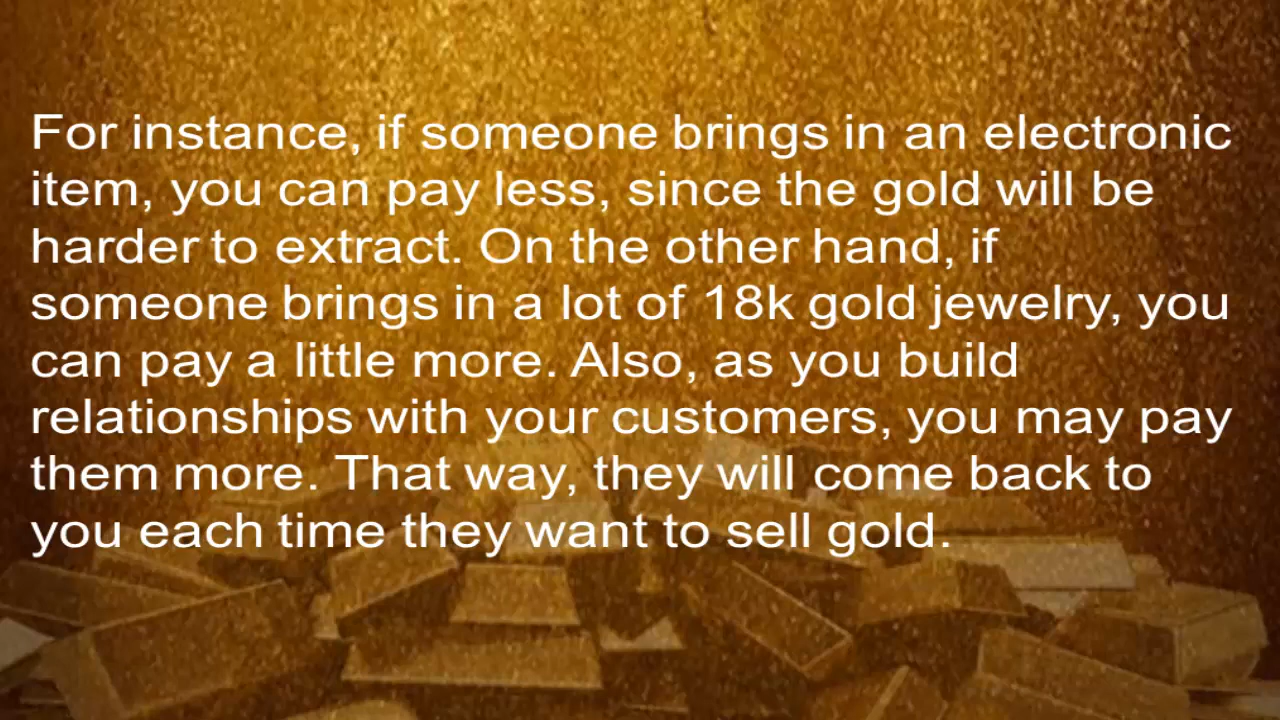 For instance, if someone brings in an electronic
item, you can pay less, since the gold will be
harder to extract. On the other hand, if
someone brings in a lot of 18k gold jewelry, you
can pay a little more. Also, as you build
relationships with your customers, you may pay
them more. That way, they will come back to
you each time they want to sell gold.